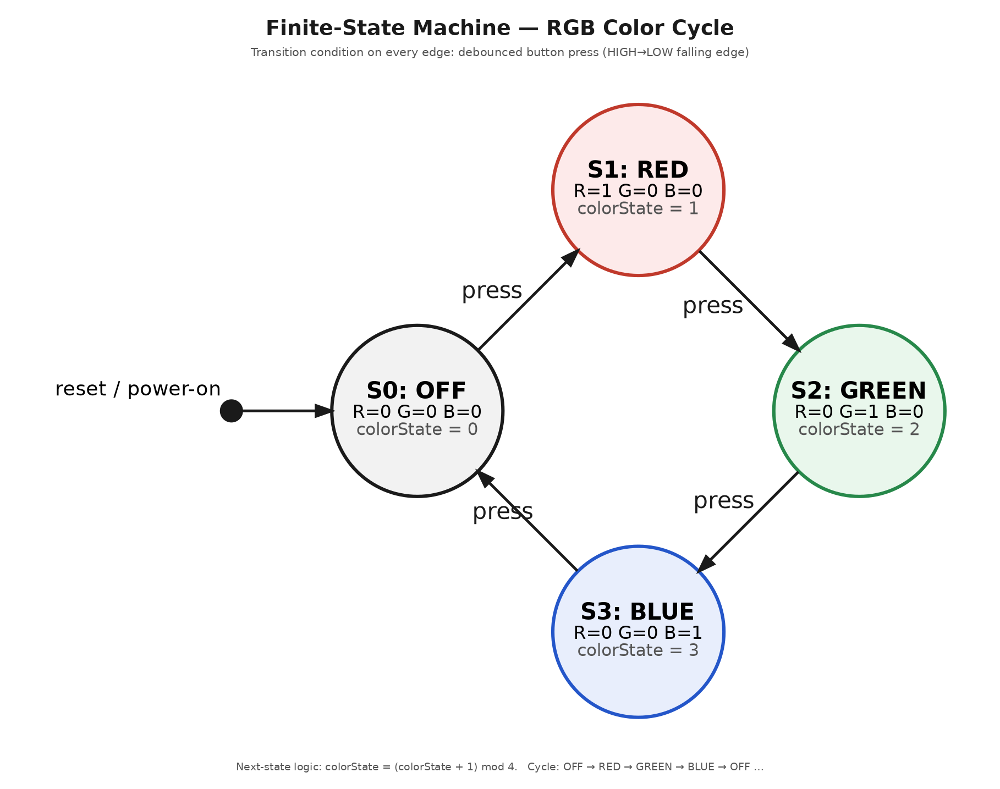 Finite-State Machine — RGB Color Cycle
Transition condition on every edge: debounced button press (HIGH→LOW falling edge)
S1: RED
R=1 G=0 B=0
colorState = 1
press
press
reset / power-on
S0: OFF
R=0 G=0 B=0
colorState = 0
S2: GREEN
R=0 G=1 B=0
colorState = 2
press
press
S3: BLUE
R=0 G=0 B=1
colorState = 3
Next-state logic: colorState = (colorState + 1) mod 4.   Cycle: OFF → RED → GREEN → BLUE → OFF ...